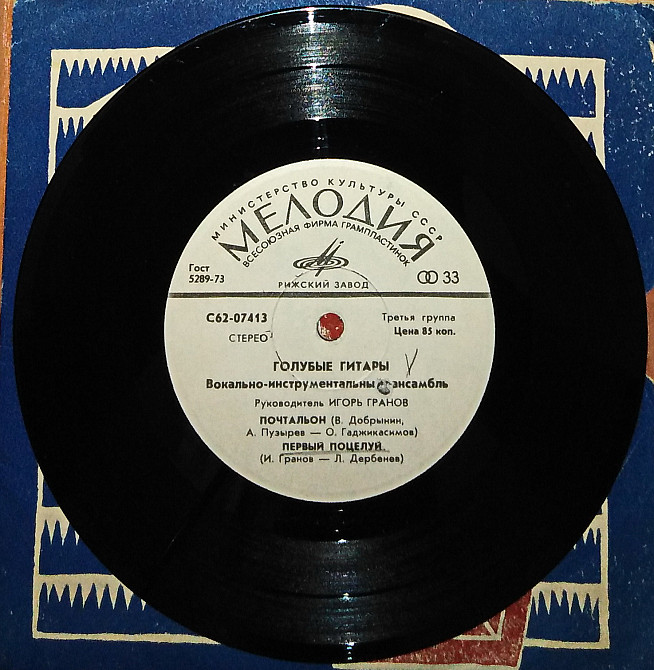 МИНИСТЕРСТВО КУЛЬТУРЫ СССР
МЕЛОДИЯ
ВСЕСОЮЗНАЯ ФИРМА ГРАМПЛАСТИНОК
Гост
5289-73
33
РИЖСКИЙ ЗАВОД
С62-07413
Третья группа
СТЕРЕО
Цена 85 коп.
ГОЛУБЫЕ ГИТАРЫ
Вокально-инструментальный ансамбль
Руководитель ИГОРЬ ГРАНОВ
ПОЧТАЛЬОН (В. Добрынин,
А. Пузырев — О. Гаджикасимов)
ПЕРВЫЙ ПОЦЕЛУЙ
(И. Гранов — Л. Дербенев)